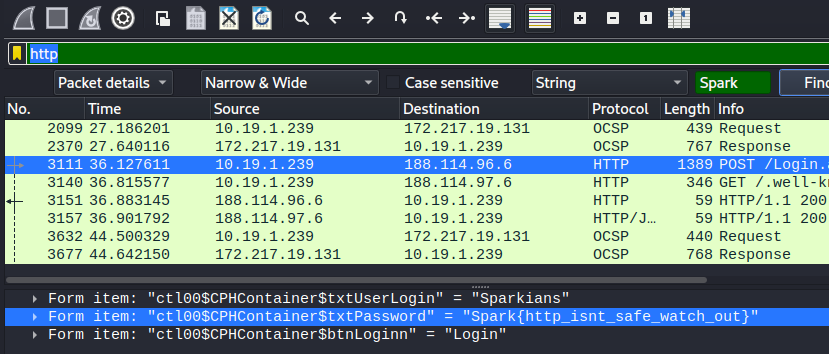 http
Packet details Narrow & Wide Case sensitive String Spark Find
No. Time Source Destination Protocol Length Info
2099 27.186201 10.19.1.239 172.217.19.131 OCSP 439 Request
2370 27.640116 172.217.19.131 10.19.1.239 OCSP 767 Response
3111 36.127611 10.19.1.239 188.114.96.6 HTTP 1389 POST /Login.a
3140 36.815577 10.19.1.239 188.114.97.6 HTTP 346 GET /.well-kn
3151 36.883145 188.114.96.6 10.19.1.239 HTTP 59 HTTP/1.1 200
3157 36.901792 188.114.97.6 10.19.1.239 HTTP/J… 59 HTTP/1.1 200
3632 44.500329 10.19.1.239 172.217.19.131 OCSP 440 Request
3677 44.642150 172.217.19.131 10.19.1.239 OCSP 768 Response
Form item: "ctl00$CPHContainer$txtUserLogin" = "Sparkians"
Form item: "ctl00$CPHContainer$txtPassword" = "Spark{http_isnt_safe_watch_out}"
Form item: "ctl00$CPHContainer$btnLoginn" = "Login"